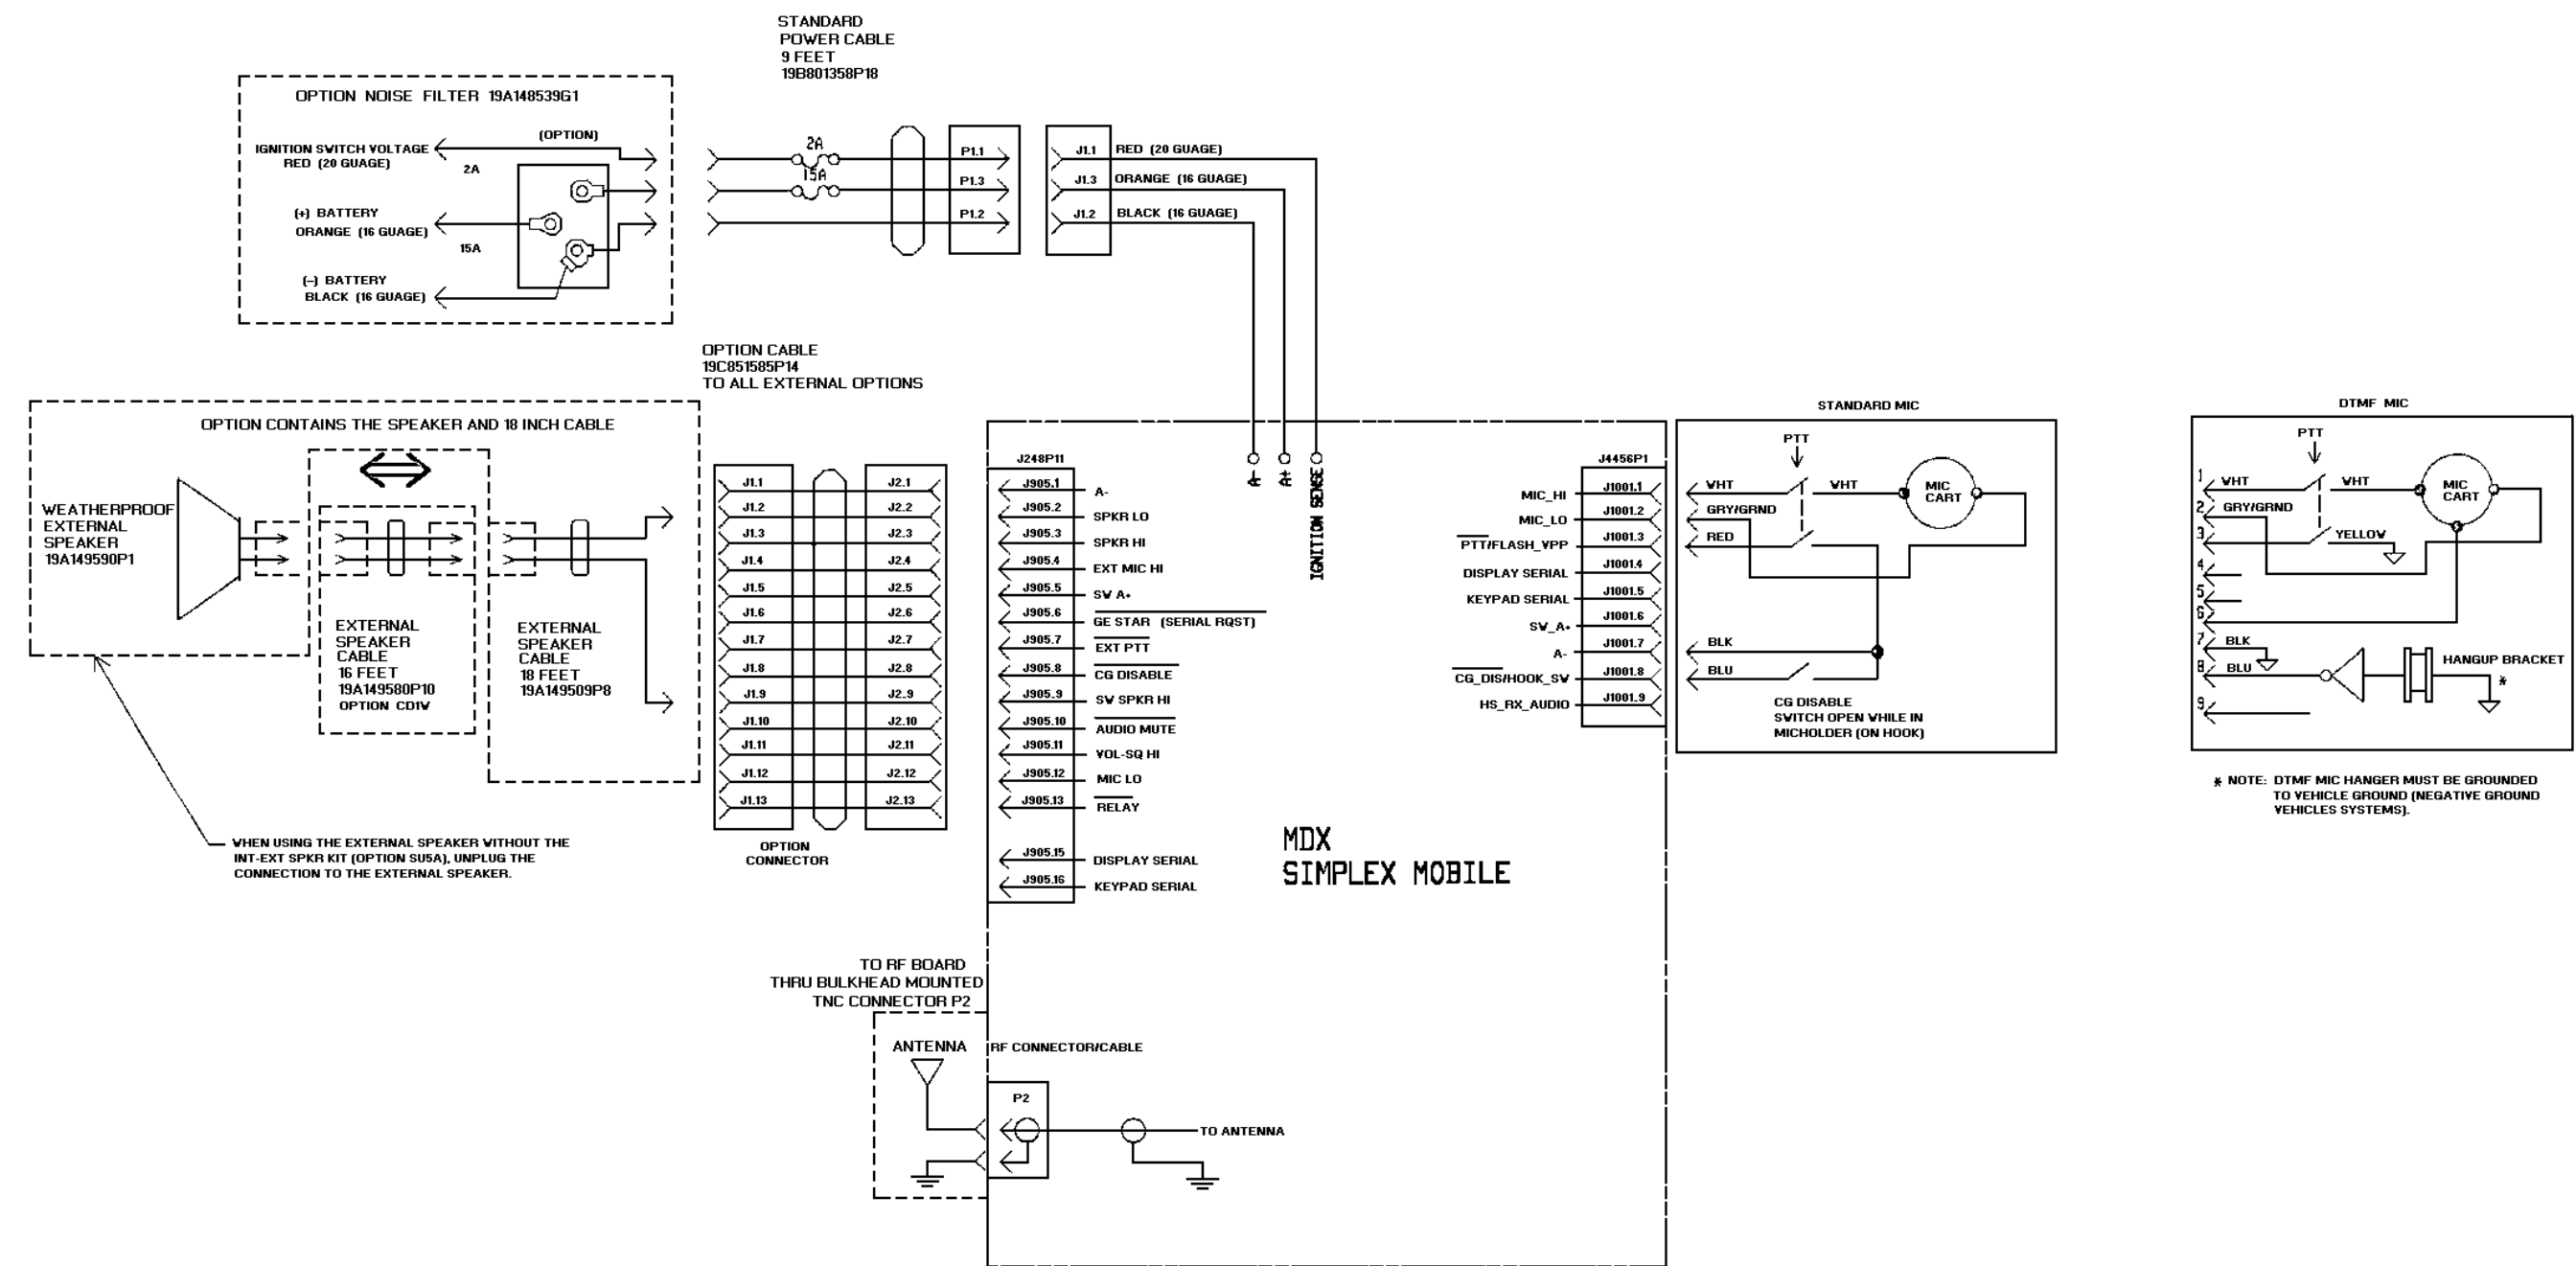 STANDARD
POWER CABLE
9 FEET
19B801358P18
OPTION NOISE FILTER 19A148539G1
(OPTION)
IGNITION SWITCH VOLTAGE
RED (20 GUAGE)
2A
(+) BATTERY
ORANGE (16 GUAGE)
15A
(-) BATTERY
BLACK (16 GUAGE)
2A
15A
P1.1
P1.3
P1.2
J1.1
J1.3
J1.2
RED (20 GUAGE)
ORANGE (16 GUAGE)
BLACK (16 GUAGE)
OPTION CABLE
19C851585P14
TO ALL EXTERNAL OPTIONS
OPTION CONTAINS THE SPEAKER AND 18 INCH CABLE
WEATHERPROOF
EXTERNAL
SPEAKER
19A149590P1
EXTERNAL
SPEAKER
CABLE
16 FEET
19A149580P10
OPTION CD1W
EXTERNAL
SPEAKER
CABLE
18 FEET
19A149509P8
WHEN USING THE EXTERNAL SPEAKER WITHOUT THE
INT-EXT SPKR KIT (OPTION SU5A), UNPLUG THE
CONNECTION TO THE EXTERNAL SPEAKER.
J1.1 J2.1
J1.2 J2.2
J1.3 J2.3
J1.4 J2.4
J1.5 J2.5
J1.6 J2.6
J1.7 J2.7
J1.8 J2.8
J1.9 J2.9
J1.10 J2.10
J1.11 J2.11
J1.12 J2.12
J1.13 J2.13
OPTION
CONNECTOR
J248P11
J905.1 A-
J905.2 SPKR LO
J905.3 SPKR HI
J905.4 EXT MIC HI
J905.5 SW A+
J905.6 GE STAR (SERIAL RQST)
J905.7 EXT PTT
J905.8 CG DISABLE
J905.9 SW SPKR HI
J905.10 AUDIO MUTE
J905.11 VOL-SQ HI
J905.12 MIC LO
J905.13 RELAY
J905.15 DISPLAY SERIAL
J905.16 KEYPAD SERIAL
A-
A+
IGNITION SENSE
MDX
SIMPLEX MOBILE
J4456P1
MIC_HI J1001.1
MIC_LO J1001.2
PTT/FLASH_VPP J1001.3
DISPLAY SERIAL J1001.4
KEYPAD SERIAL J1001.5
SW_A+ J1001.6
A- J1001.7
CG_DIS/HOOK_SW J1001.8
HS_RX_AUDIO J1001.9
STANDARD MIC
PTT
WHT
WHT
MIC
CART
GRY/GRND
RED
BLK
BLU
CG DISABLE
SWITCH OPEN WHILE IN
MICHOLDER (ON HOOK)
DTMF MIC
PTT
1 WHT
WHT
MIC
CART
2 GRY/GRND
3
YELLOW
4
5
6
7 BLK
8 BLU
9
HANGUP BRACKET
*
* NOTE: DTMF MIC HANGER MUST BE GROUNDED
TO VEHICLE GROUND (NEGATIVE GROUND
VEHICLES SYSTEMS).
TO RF BOARD
THRU BULKHEAD MOUNTED
TNC CONNECTOR P2
ANTENNA
RF CONNECTOR/CABLE
P2
TO ANTENNA